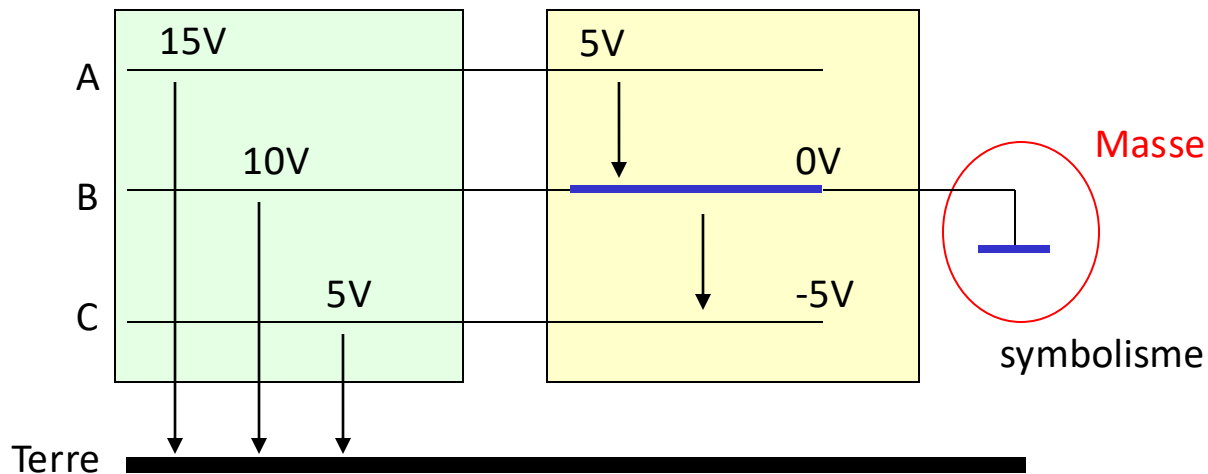 15V
5V
A
Masse
10V
0V
B
5V
-5V
C
symbolisme
Terre